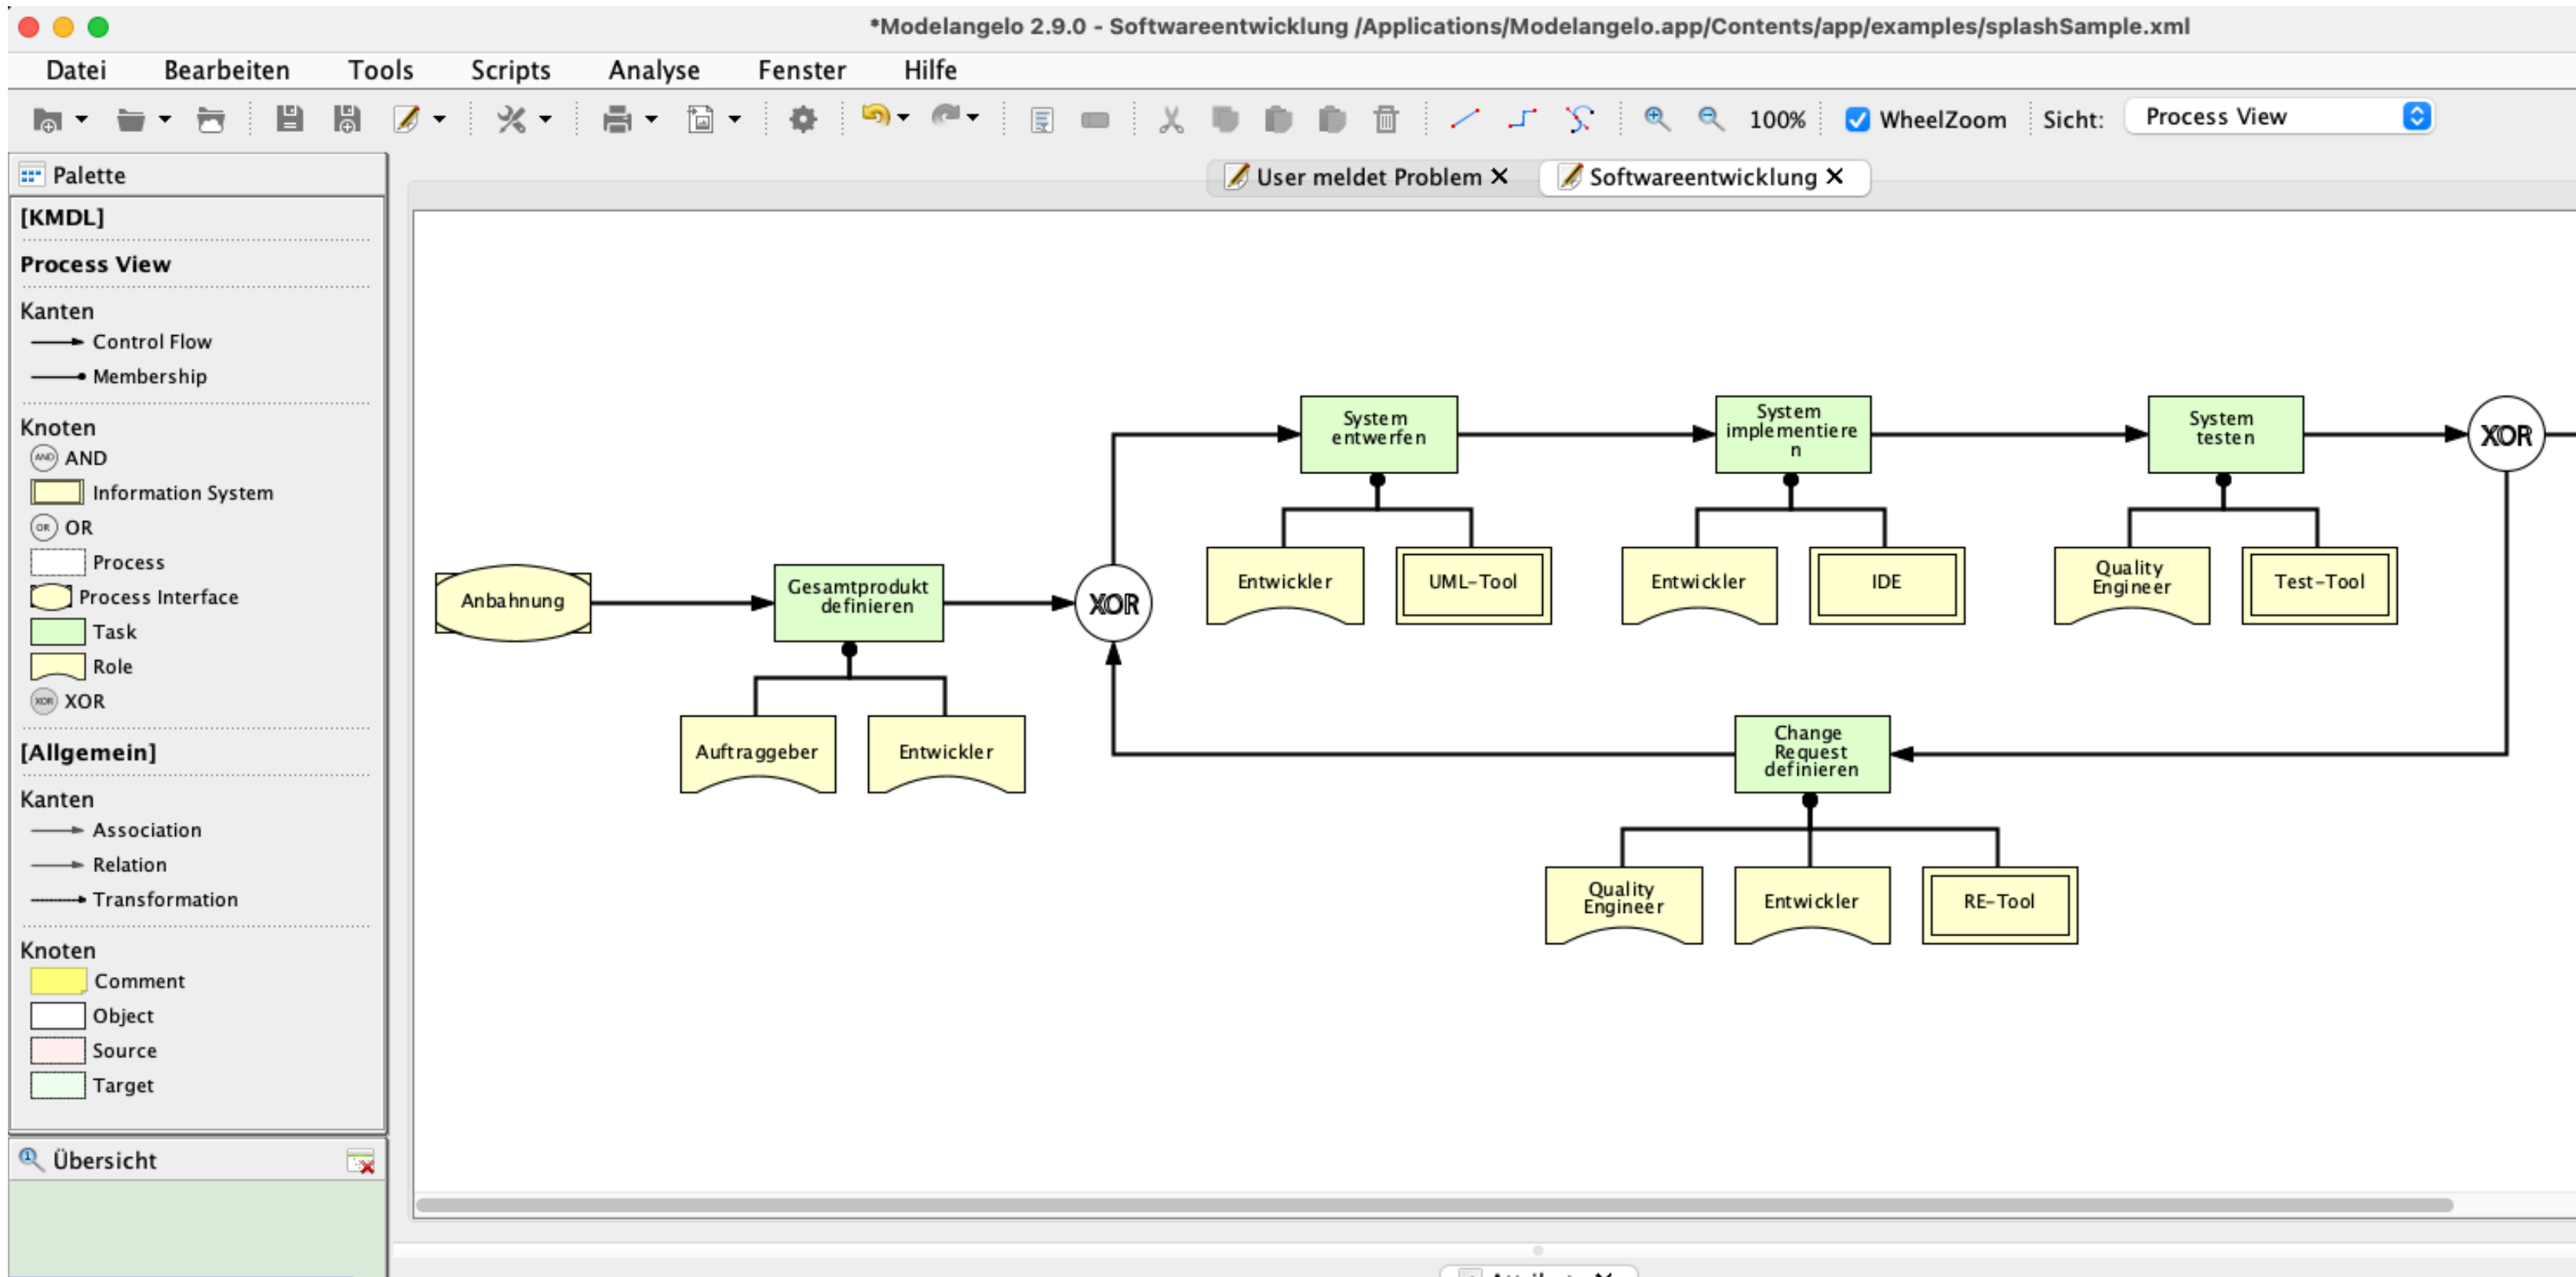 *Modelangelo 2.9.0 - Softwareentwicklung /Applications/Modelangelo.app/Contents/app/examples/splashSample.xml
Datei Bearbeiten Tools Scripts Analyse Fenster Hilfe
100% WheelZoom Sicht: Process View
Palette
[KMDL]
Process View
Kanten
Control Flow
Membership
Knoten
AND AND
Information System
OR OR
Process
Process Interface
Task
Role
XOR XOR
[Allgemein]
Kanten
Association
Relation
Transformation
Knoten
Comment
Object
Source
Target
Übersicht
User meldet Problem
Softwareentwicklung
Anbahnung
Gesamtprodukt
definieren
Auftraggeber
Entwickler
XOR
System
entwerfen
Entwickler
UML-Tool
System
implementiere
n
Entwickler
IDE
System
testen
Quality
Engineer
Test-Tool
XOR
Change
Request
definieren
Quality
Engineer
Entwickler
RE-Tool